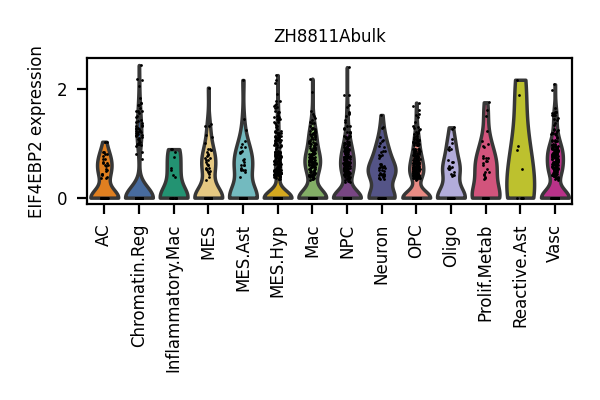 ZH8811Abulk
EIF4EBP2 expression
2
0
AC
Chromatin.Reg
Inflammatory.Mac
MES
MES.Ast
MES.Hyp
Mac
NPC
Neuron
OPC
Oligo
Prolif.Metab
Reactive.Ast
Vasc